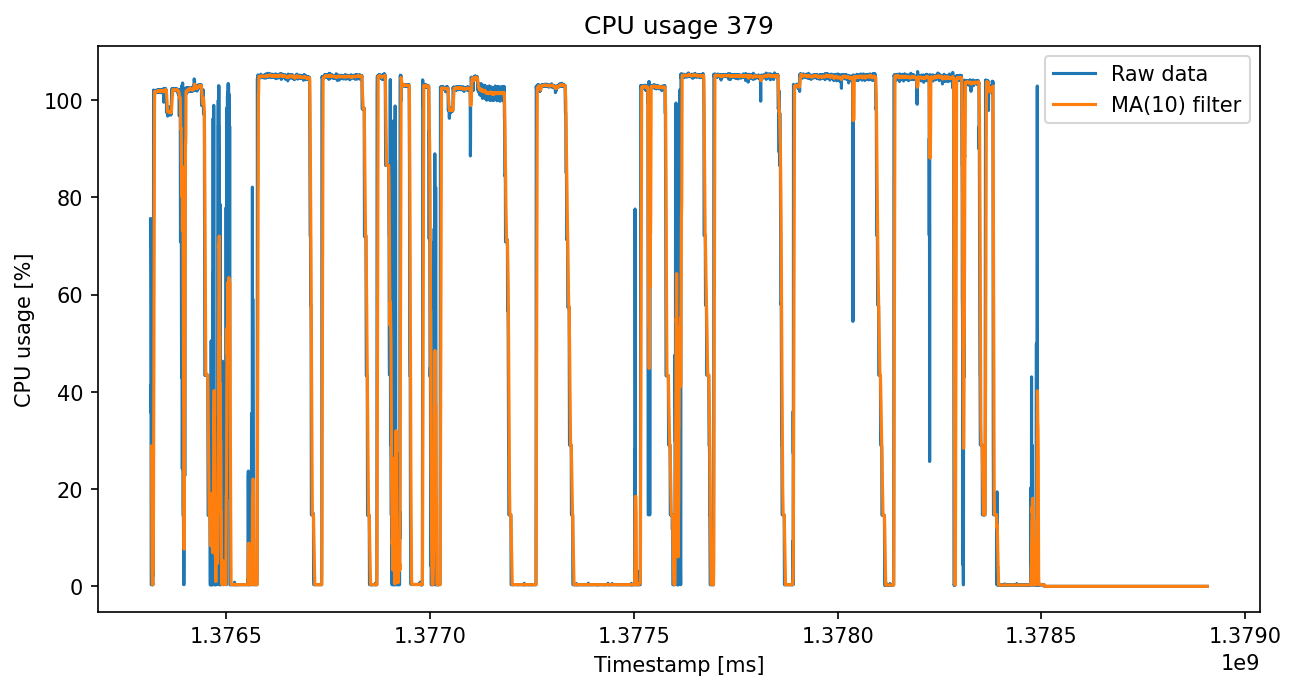 CPU usage 379
Raw data
MA(10) filter
CPU usage [%]
100
80
60
40
20
0
1.3765 1.3770 1.3775 1.3780 1.3785 1.3790
1e9
Timestamp [ms]